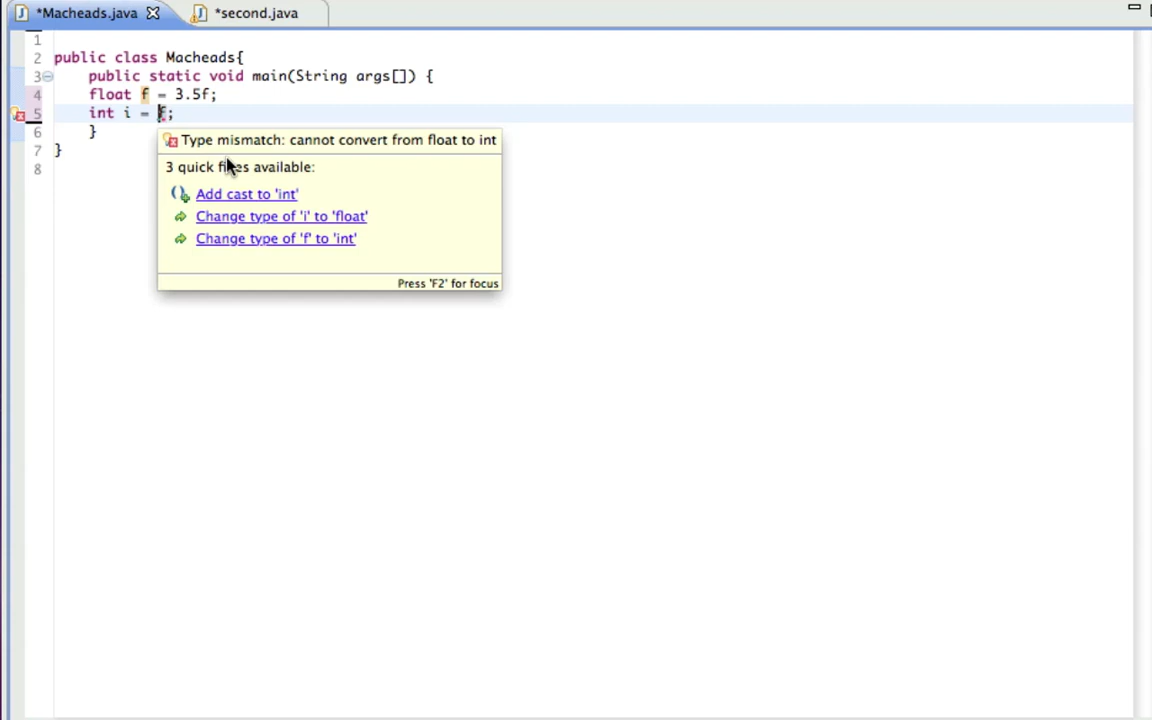 *Macheads.java *second.java
1
2 public class Macheads{
3 public static void main(String args[]) {
4 float f = 3.5f;
5 int i = f;
6 }
7 }
8
Type mismatch: cannot convert from float to int
3 quick fixes available:
Add cast to 'int'
Change type of 'i' to 'float'
Change type of 'f' to 'int'
Press 'F2' for focus